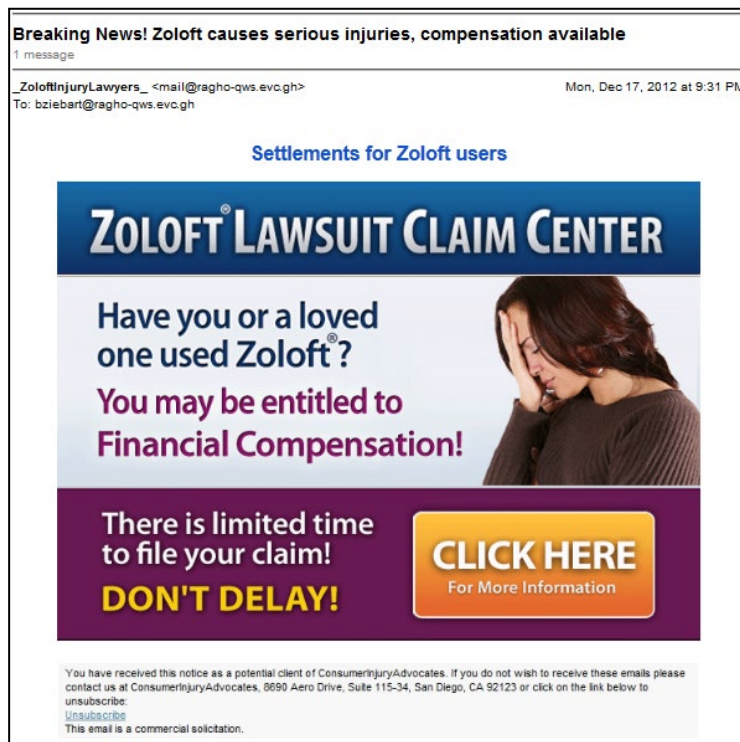 Breaking News! Zoloft causes serious injuries, compensation available
1 message
_ZoloftInjuryLawyers_ <mail@ragho-qws.evc.gh> Mon, Dec 17, 2012 at 9:31 PM
To: bziebart@ragho-qws.evc.gh
Settlements for Zoloft users
ZOLOFT® LAWSUIT CLAIM CENTER
Have you or a loved
one used Zoloft®?
You may be entitled to
Financial Compensation!
There is limited time
to file your claim!
DON'T DELAY!
CLICK HERE
For More Information
You have received this notice as a potential client of ConsumerInjuryAdvocates. If you do not wish to receive these emails please
contact us at ConsumerInjuryAdvocates, 8690 Aero Drive, Suite 115-34, San Diego, CA 92123 or click on the link below to
unsubscribe:
Unsubscribe
This email is a commercial solicitation.